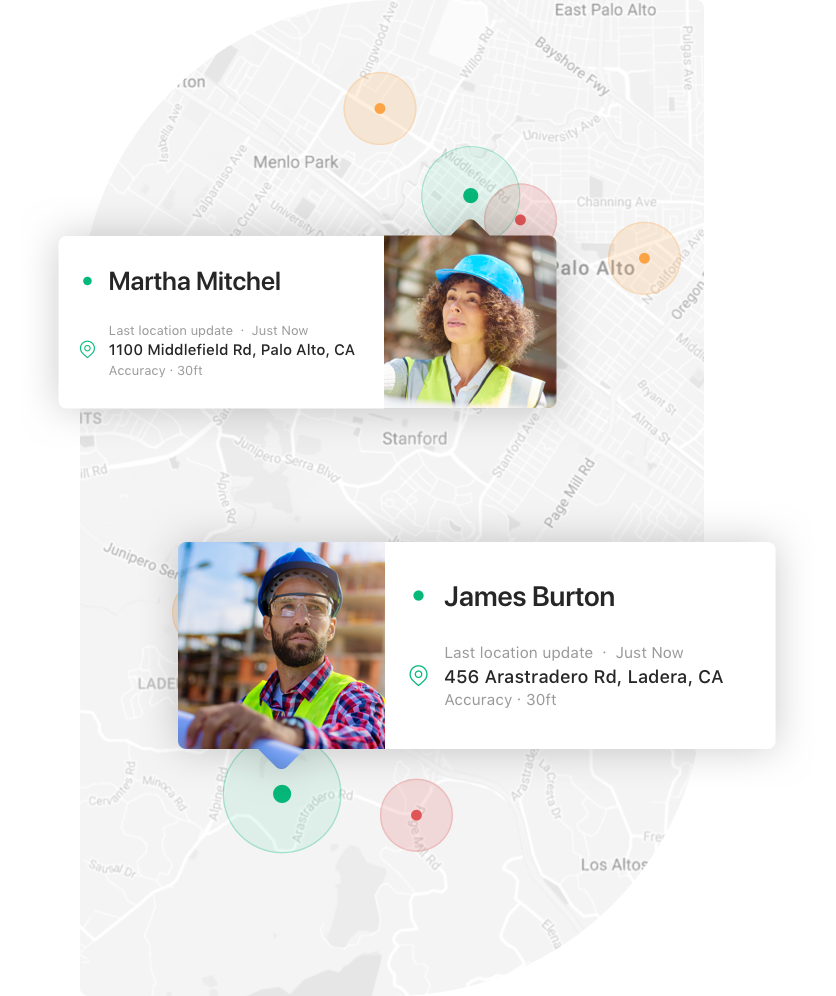 East Palo Alto
Ringwood Ave
Willow Rd
Bayshore Fwy
Pulgas Ave
ton
Isabella Ave
University Ave
Menlo Park
Middlefield Rd
Valparaiso Ave
Cruz Ave
University D
Channing Ave
Palo Alto
N California Ave
Oregon
Martha Mitchel
Last location update · Just Now
1100 Middlefield Rd, Palo Alto, CA
Accuracy · 30ft
Middle
Bryant St
Alma St
ITS
Stanford
Stanford Ave
Junipero Serra Blvd
ill Rd
Alpine Rd
Page Mill Rd
Junipero Ser
James Burton
Last location update · Just Now
456 Arastradero Rd, Ladera, CA
Accuracy · 30ft
LADE
Cervantes Rd
Minoca Rd
Alpine Rd
Arastradero Rd
Page Mill Rd
Arastrad
La Cresta Dr
Sausal Dr
Fre
Los Altos
Elena